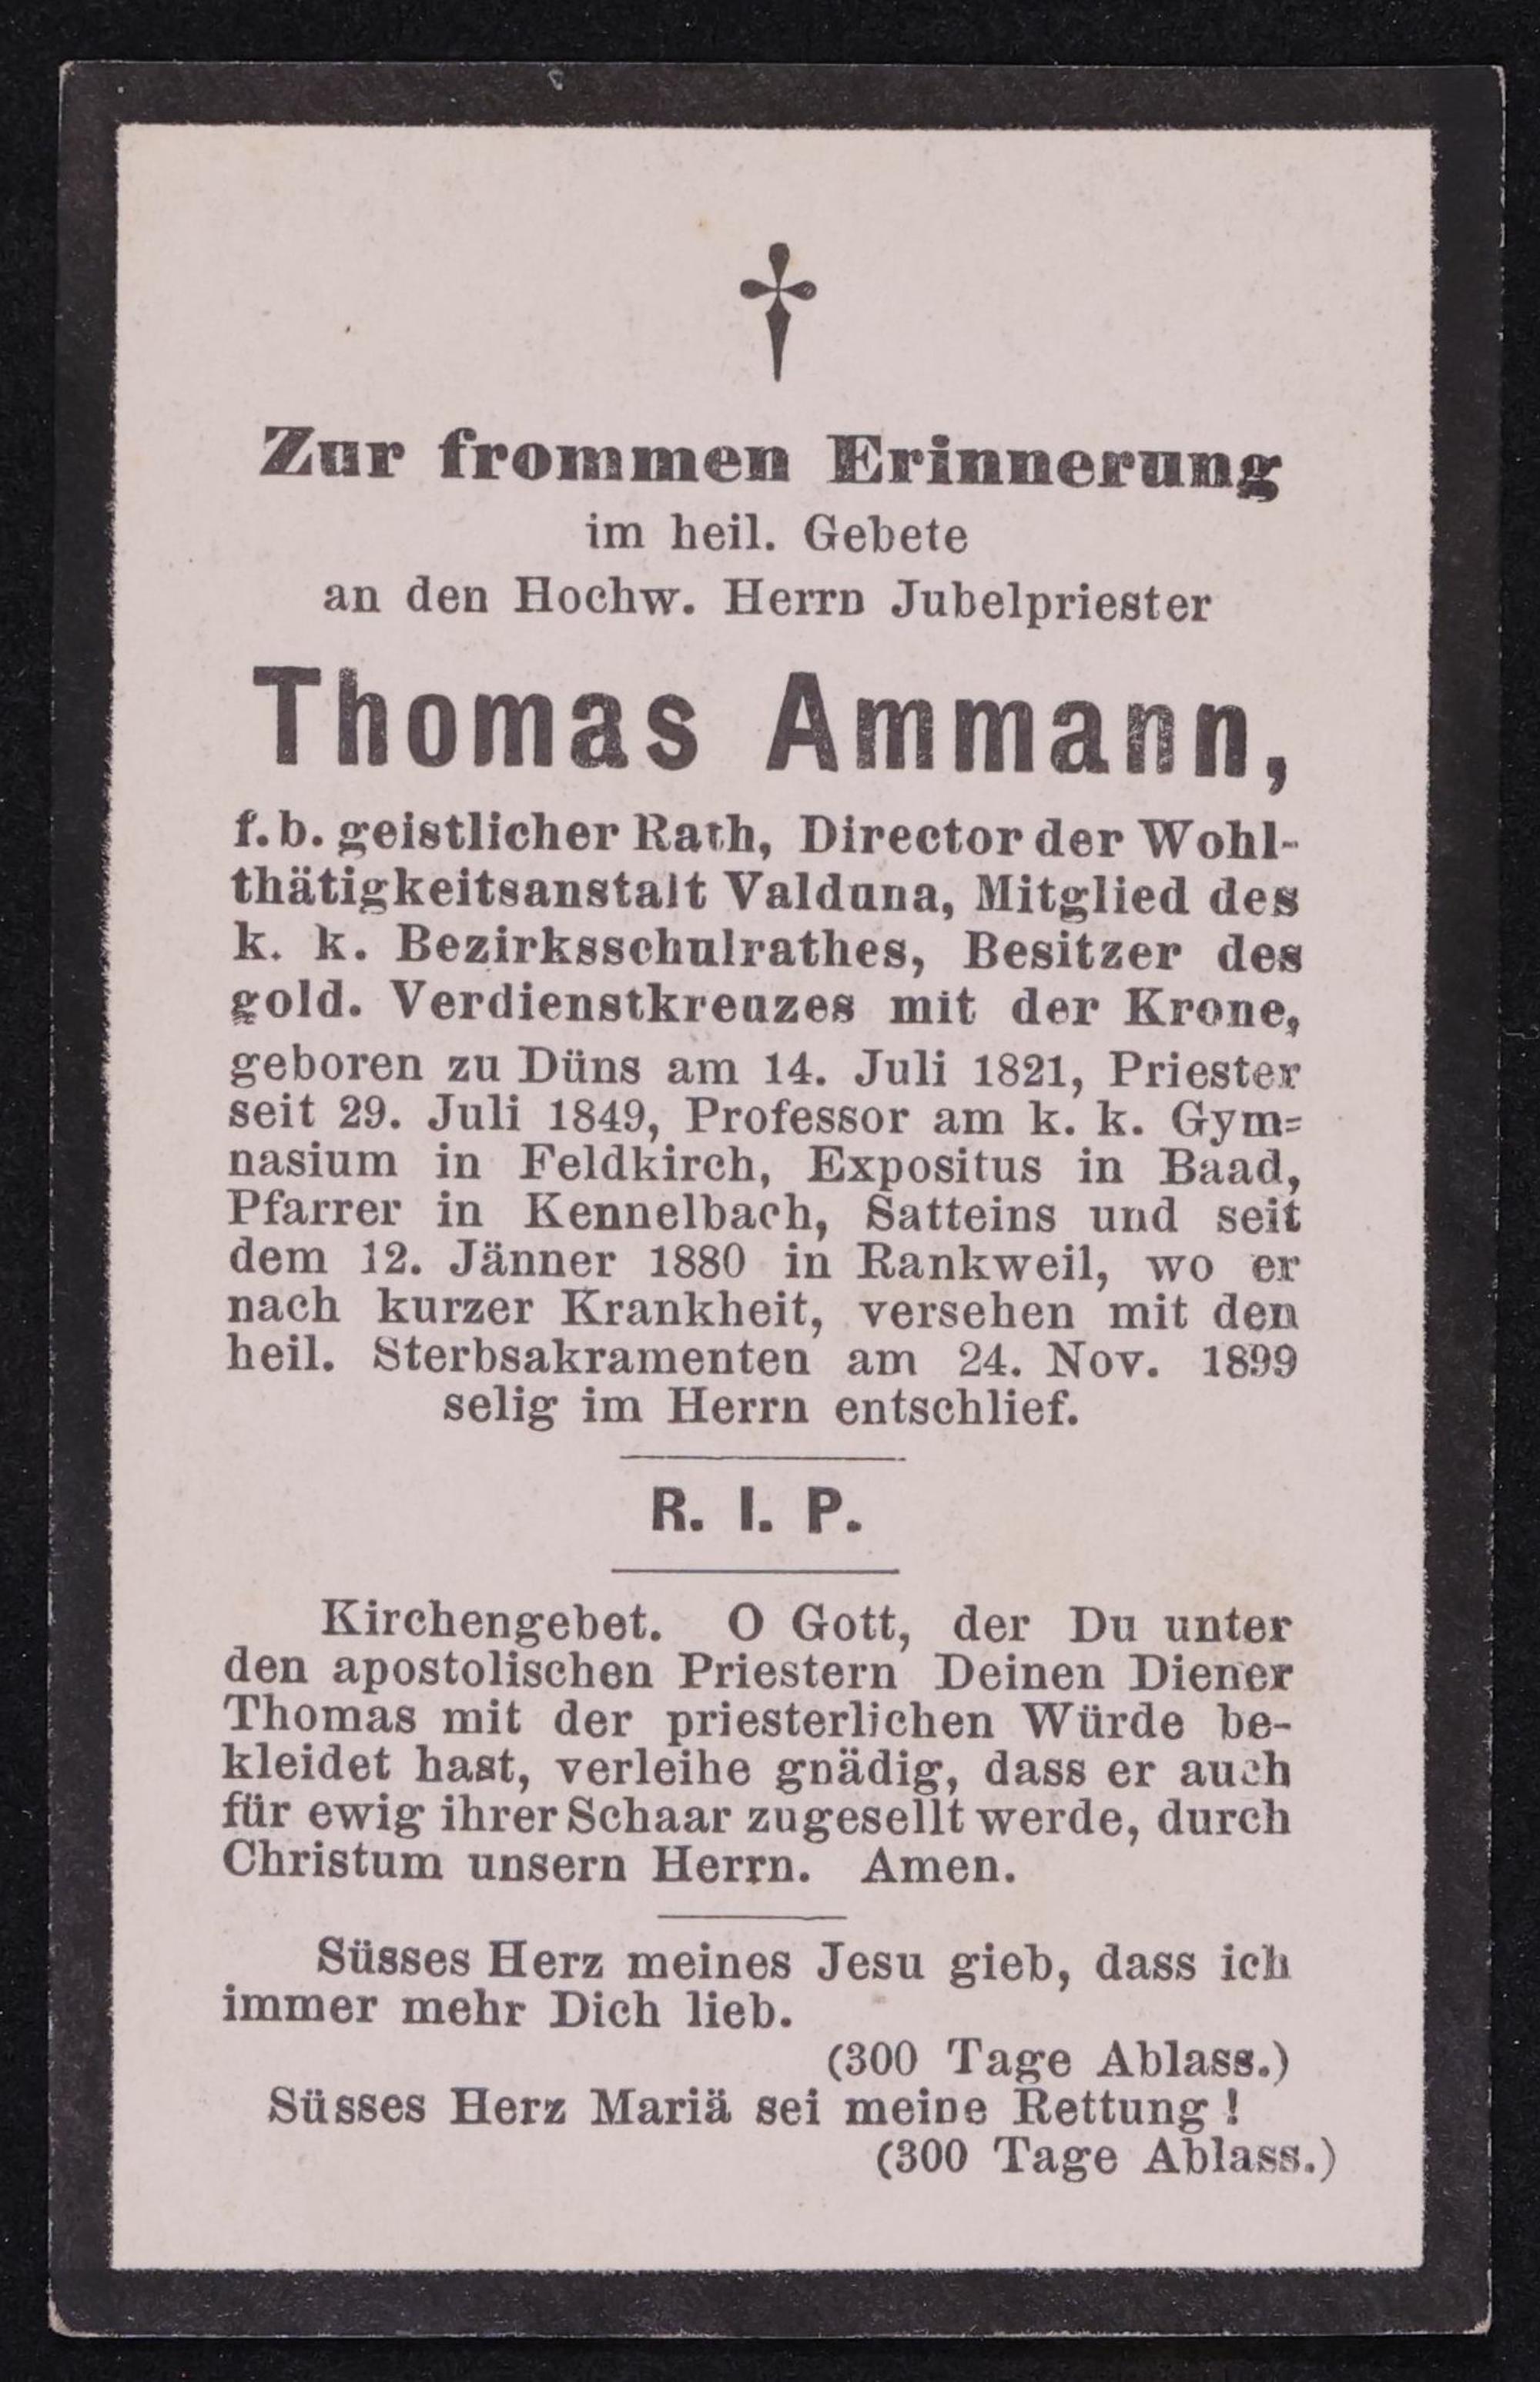 Zur frommen Erinnerung
im heil. Gebete
an den Hochw. Herrn Jubelpriester
Thomas Ammann,
f. b. geistlicher Rath, Director der Wohl-
thätigkeitsanstalt Valduna, Mitglied des
k. k. Bezirksschulrathes, Besitzer des
gold. Verdienstkreuzes mit der Krone,
geboren zu Düns am 14. Juli 1821, Priester
seit 29. Juli 1849, Professor am k. k. Gym=
nasium in Feldkirch, Expositus in Baad,
Pfarrer in Kennelbach, Satteins und seit
dem 12. Jänner 1880 in Rankweil, wo er
nach kurzer Krankheit, versehen mit den
heil. Sterbsakramenten am 24. Nov. 1899
selig im Herrn entschlief.
R. I. P.
Kirchengebet. O Gott, der Du unter
den apostolischen Priestern Deinen Diener
Thomas mit der priesterlichen Würde be-
kleidet hast, verleihe gnädig, dass er auch
für ewig ihrer Schaar zugesellt werde, durch
Christum unsern Herrn. Amen.
Süsses Herz meines Jesu gieb, dass ich
immer mehr Dich lieb.
(300 Tage Ablass.)
Süsses Herz Mariä sei meine Rettung !
(300 Tage Ablass.)